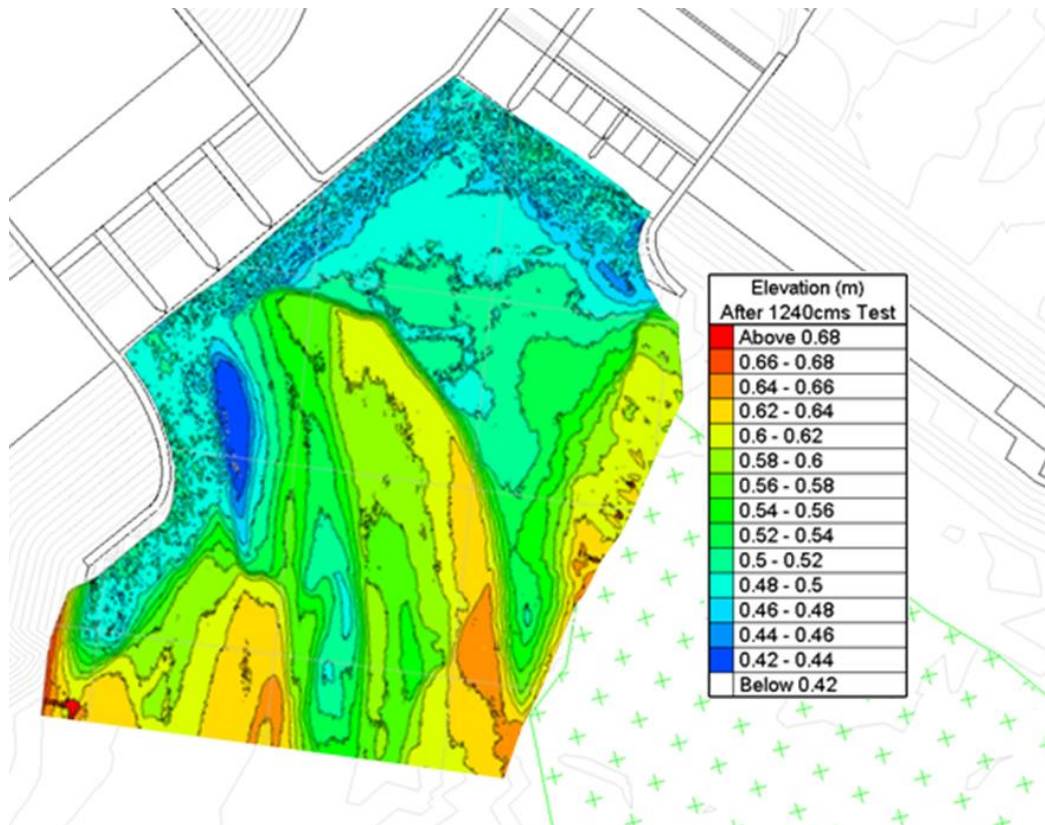 Elevation (m)
After 1240cms Test
Above 0.68
0.66 - 0.68
0.64 - 0.66
0.62 - 0.64
0.6 - 0.62
0.58 - 0.6
0.56 - 0.58
0.54 - 0.56
0.52 - 0.54
0.5 - 0.52
0.48 - 0.5
0.46 - 0.48
0.44 - 0.46
0.42 - 0.44
Below 0.42